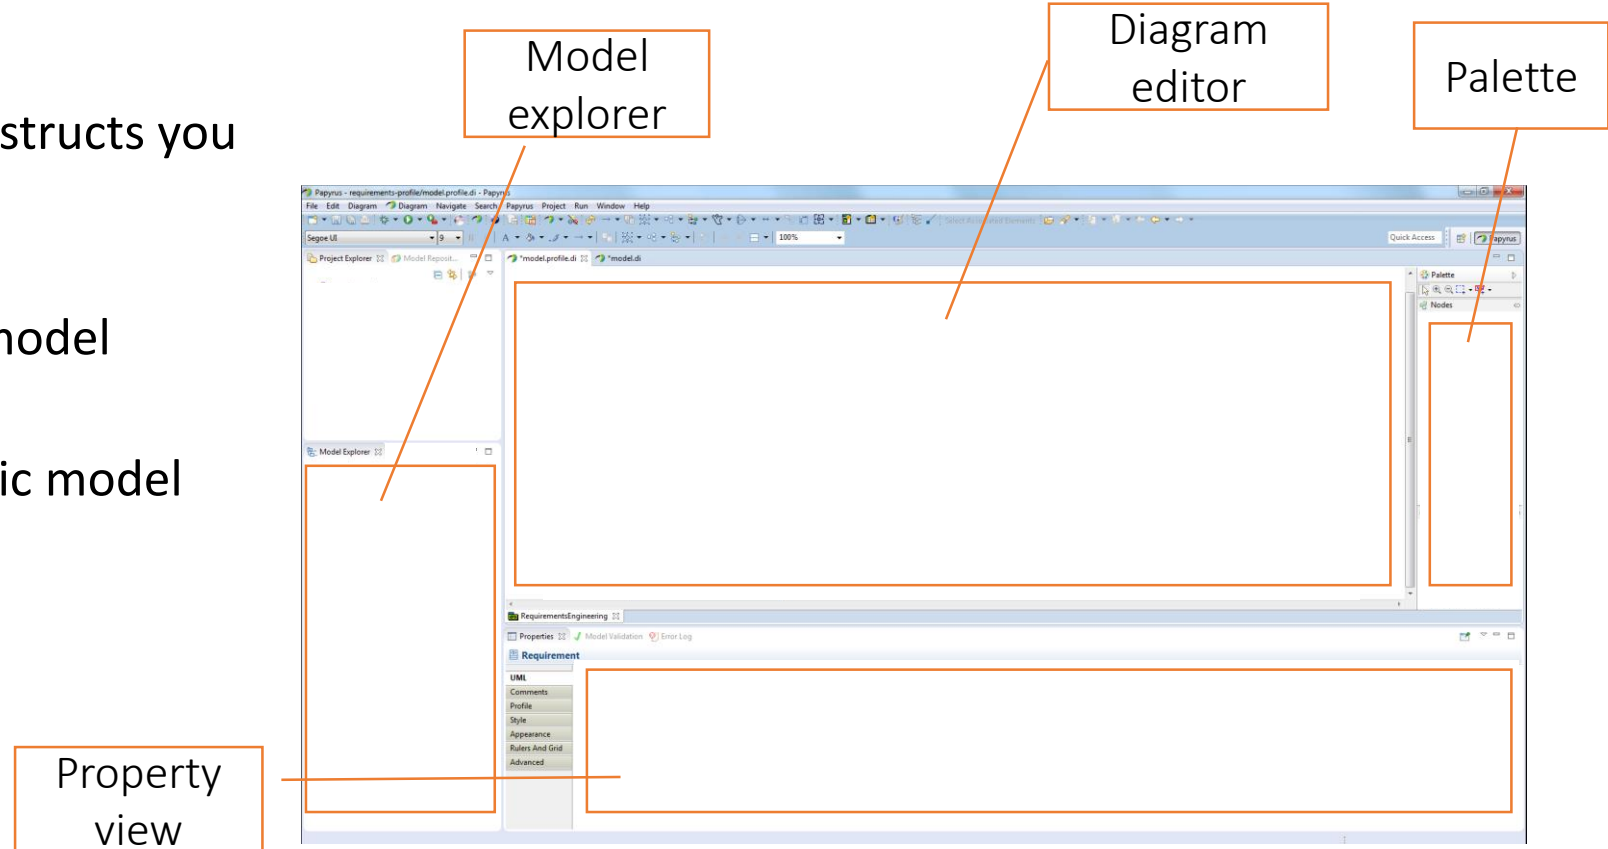 Model
explorer
Diagram
editor
Palette
structs you
model
ic model
Property
view
Papyrus - requirements-profile/model.profile.di - Papyrus
File Edit Diagram Diagram Navigate Search Papyrus Project Run Window Help
Segoe UI 9 100% Quick Access Papyrus
Project Explorer Model Reposit... *model.profile.di *model.di
Palette
Nodes
Model Explorer
RequirementsEngineering
Properties Model Validation Error Log
Requirement
UML
Comments
Profile
Style
Appearance
Rulers And Grid
Advanced